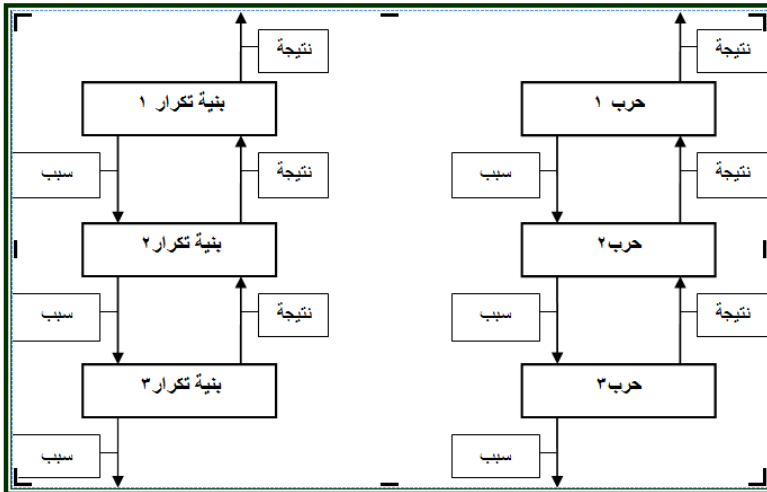 نتيجة
نتيجة
حرب ١
بنية تكرار ١
نتيجة
سبب
نتيجة
سبب
حرب٢
بنية تكرار٢
نتيجة
سبب
نتيجة
سبب
حرب٣
بنية تكرار٣
سبب
سبب